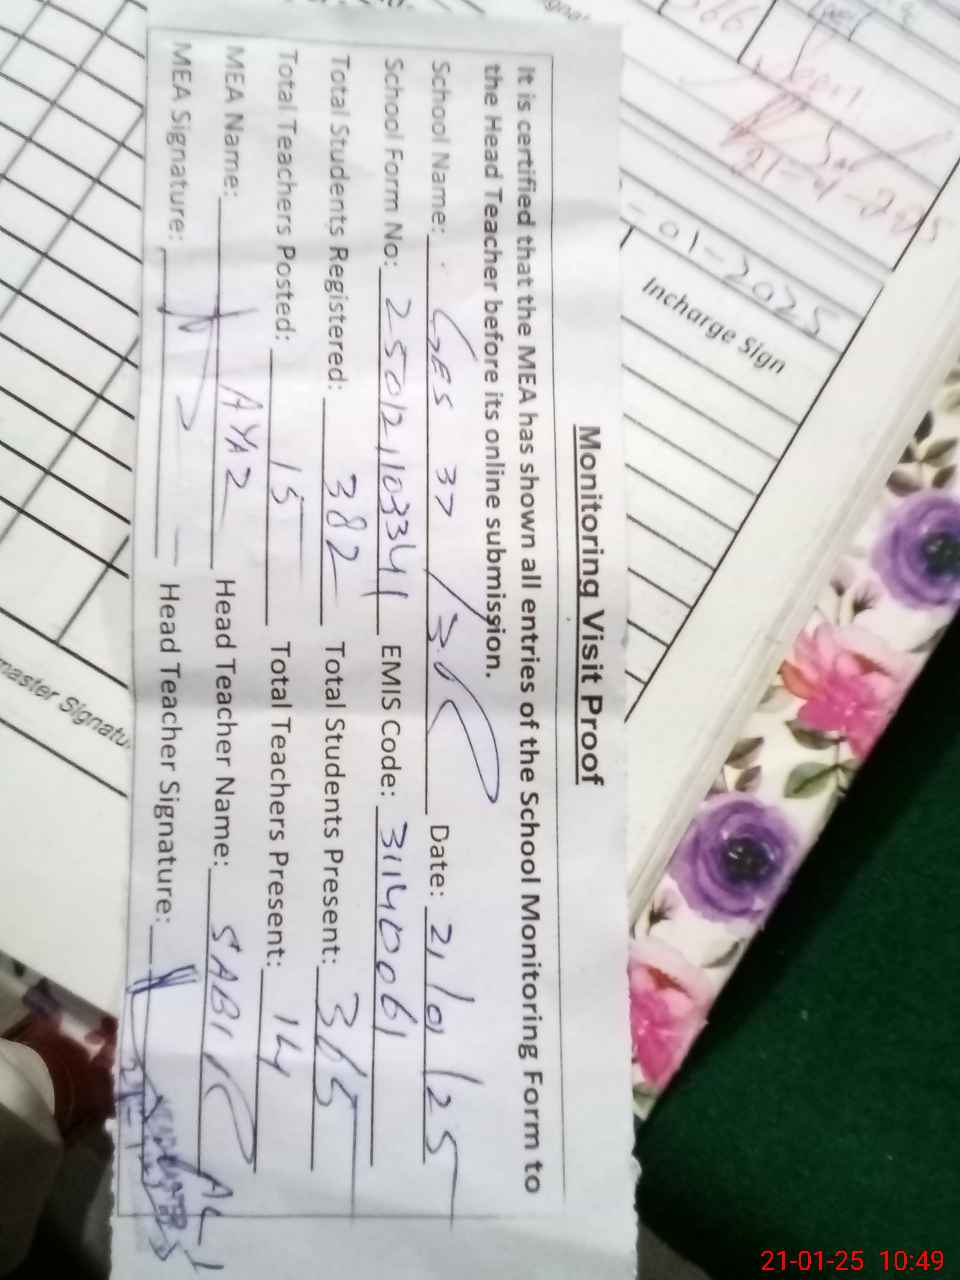 Monitoring Visit Proof
It is certified that the MEA has shown all entries of the School Monitoring Form to
the Head Teacher before its online submission.
School Name: GES 37 Date: 21/01/25
School Form No: 250121103341 EMIS Code: 31140061
Total Students Registered: 382 Total Students Present: 365
Total Teachers Posted: 15 Total Teachers Present: 14
MEA Name: AYAZ Head Teacher Name: SABIR ALI
MEA Signature: Head Teacher Signature:
-01-2025
Incharge Sign
21-01-25 10:49